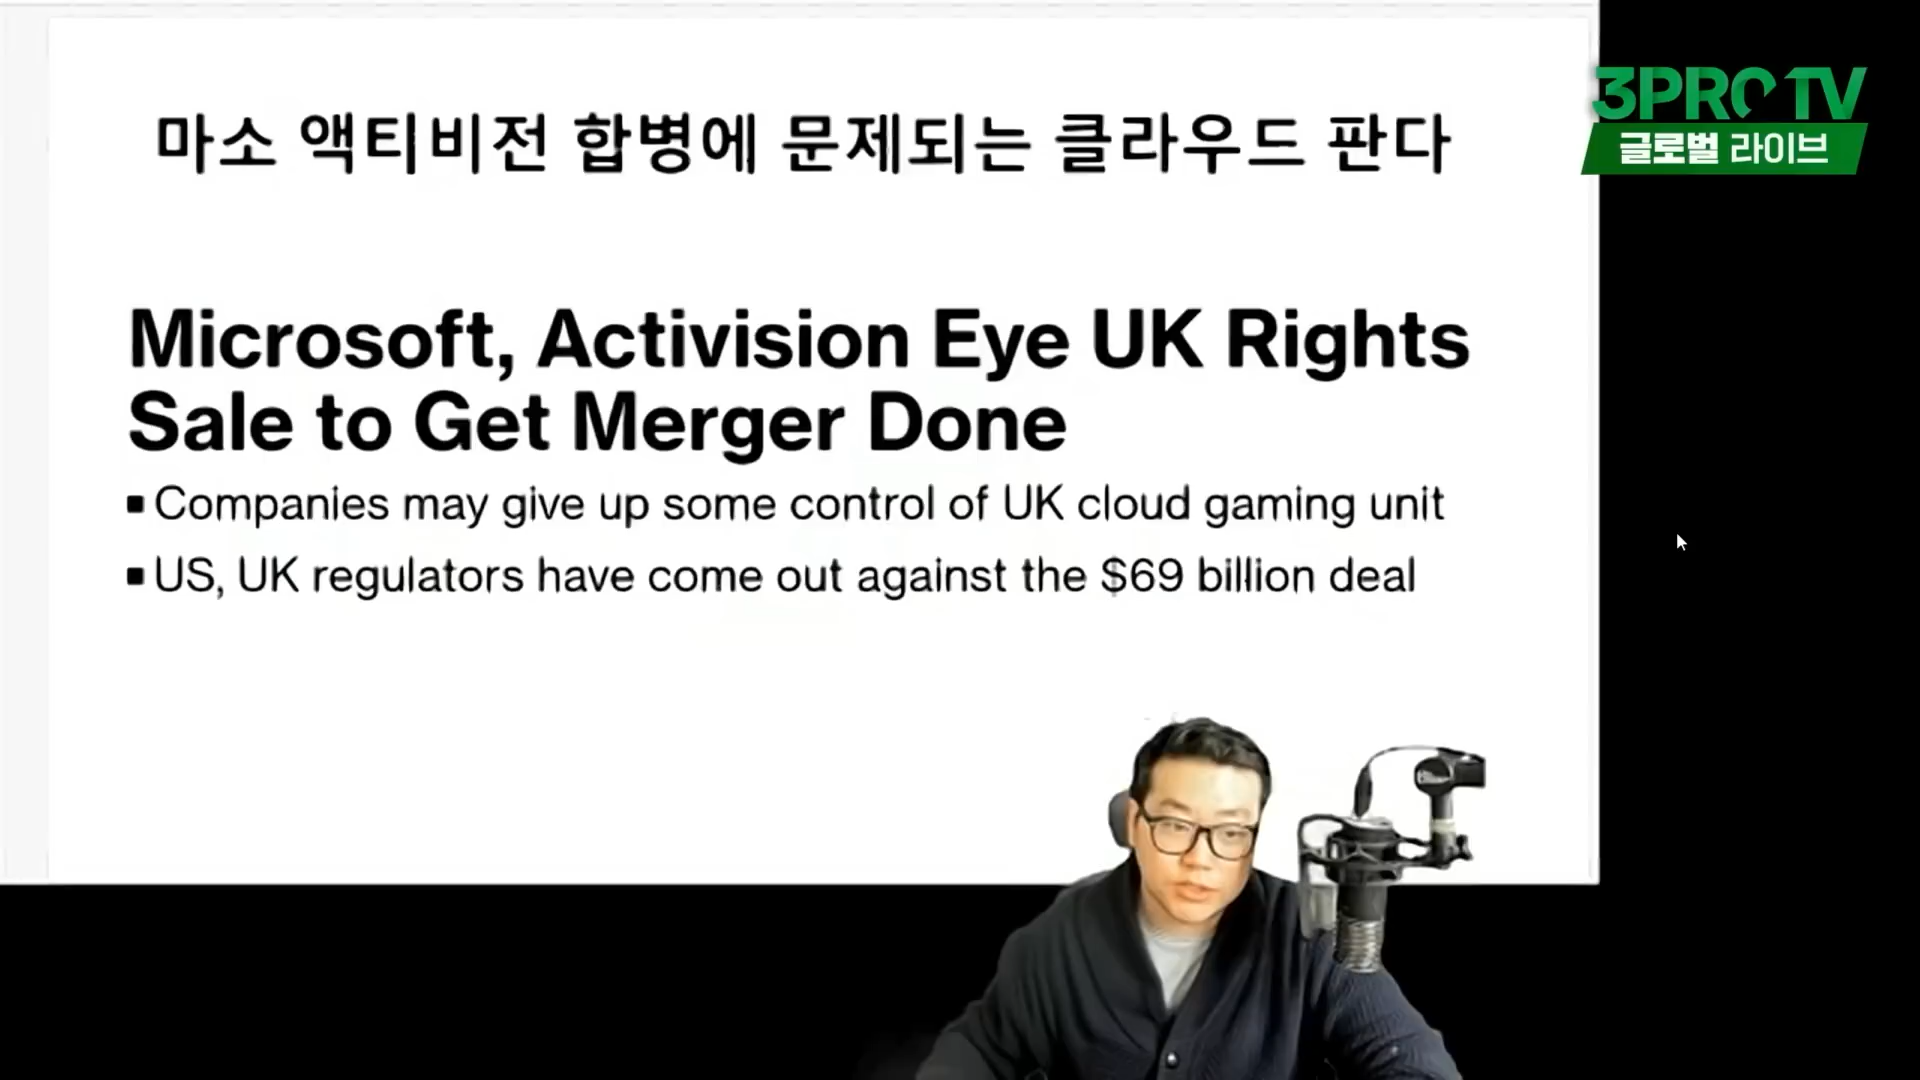 마소 액티비전 합병에 문제되는 클라우드 판다
3PRO TV
글로벌 라이브
Microsoft, Activision Eye UK Rights
Sale to Get Merger Done
▪ Companies may give up some control of UK cloud gaming unit
▪ US, UK regulators have come out against the $69 billion deal